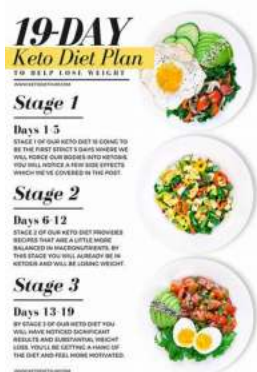 19-DAY
Keto Diet Plan
TO HELP LOSE WEIGHT
Stage 1
Days 1-5
STAGE 1 OF OUR KETO DIET IS GOING TO
BE THE FIRST STRICT 5 DAYS WHERE WE
WILL FORCE OUR BODIES INTO KETOSIS.
YOU WILL NOTICE A FEW SIDE EFFECTS
WHICH WE'VE COVERED IN THE POST.
Stage 2
Days 6-12
STAGE 2 OF OUR KETO DIET PROVIDES
RECIPES THAT ARE A LITTLE MORE
BALANCED IN MACRONUTRIENTS. BY
THIS STAGE YOU WILL ALREADY BE IN
KETOSIS AND WILL BE LOSING WEIGHT.
Stage 3
Days 13-19
BY STAGE 3 OF OUR KETO DIET YOU
WILL HAVE NOTICED SIGNIFICANT
RESULTS AND SUBSTANTIAL WEIGHT
LOSS. YOU'LL BE GETTING A HANG OF
THE DIET AND FEEL MORE MOTIVATED.